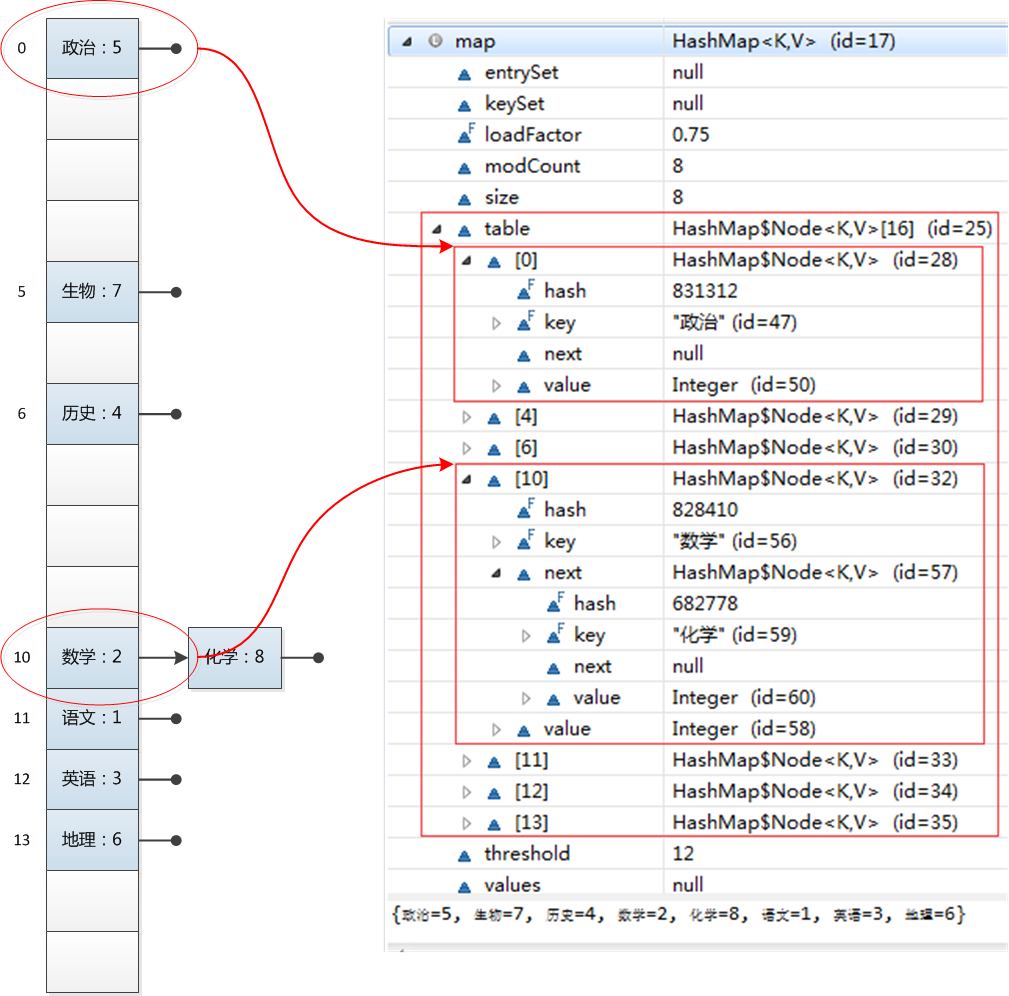 0 政治：5
5 生物：7
6 历史：4
10 数学：2 化学：8
11 语文：1
12 英语：3
13 地理：6
map HashMap<K,V> (id=17)
entrySet null
keySet null
F loadFactor 0.75
modCount 8
size 8
table HashMap$Node<K,V>[16] (id=25)
[0] HashMap$Node<K,V> (id=28)
F hash 831312
F key "政治" (id=47)
next null
value Integer (id=50)
[4] HashMap$Node<K,V> (id=29)
[6] HashMap$Node<K,V> (id=30)
[10] HashMap$Node<K,V> (id=32)
F hash 828410
F key "数学" (id=56)
next HashMap$Node<K,V> (id=57)
F hash 682778
F key "化学" (id=59)
next null
value Integer (id=60)
value Integer (id=58)
[11] HashMap$Node<K,V> (id=33)
[12] HashMap$Node<K,V> (id=34)
[13] HashMap$Node<K,V> (id=35)
threshold 12
values null
{政治=5, 生物=7, 历史=4, 数学=2, 化学=8, 语文=1, 英语=3, 地理=6}